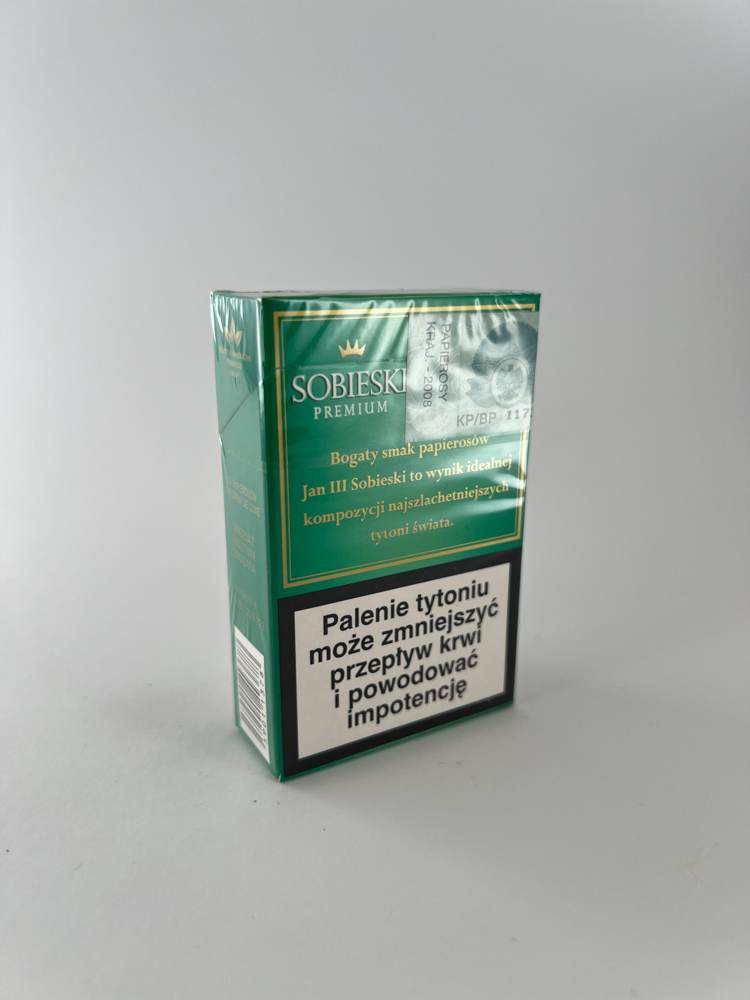 SOBIESKI
PREMIUM
PAPIEROSY
KRAJ. - 2008
KP/BP 117
Bogaty smak papierosów
Jan III Sobieski to wynik idealnej
kompozycji najszlachetniejszych
tytoni świata.
Palenie tytoniu
może zmniejszyć
przepływ krwi
i powodować
impotencję